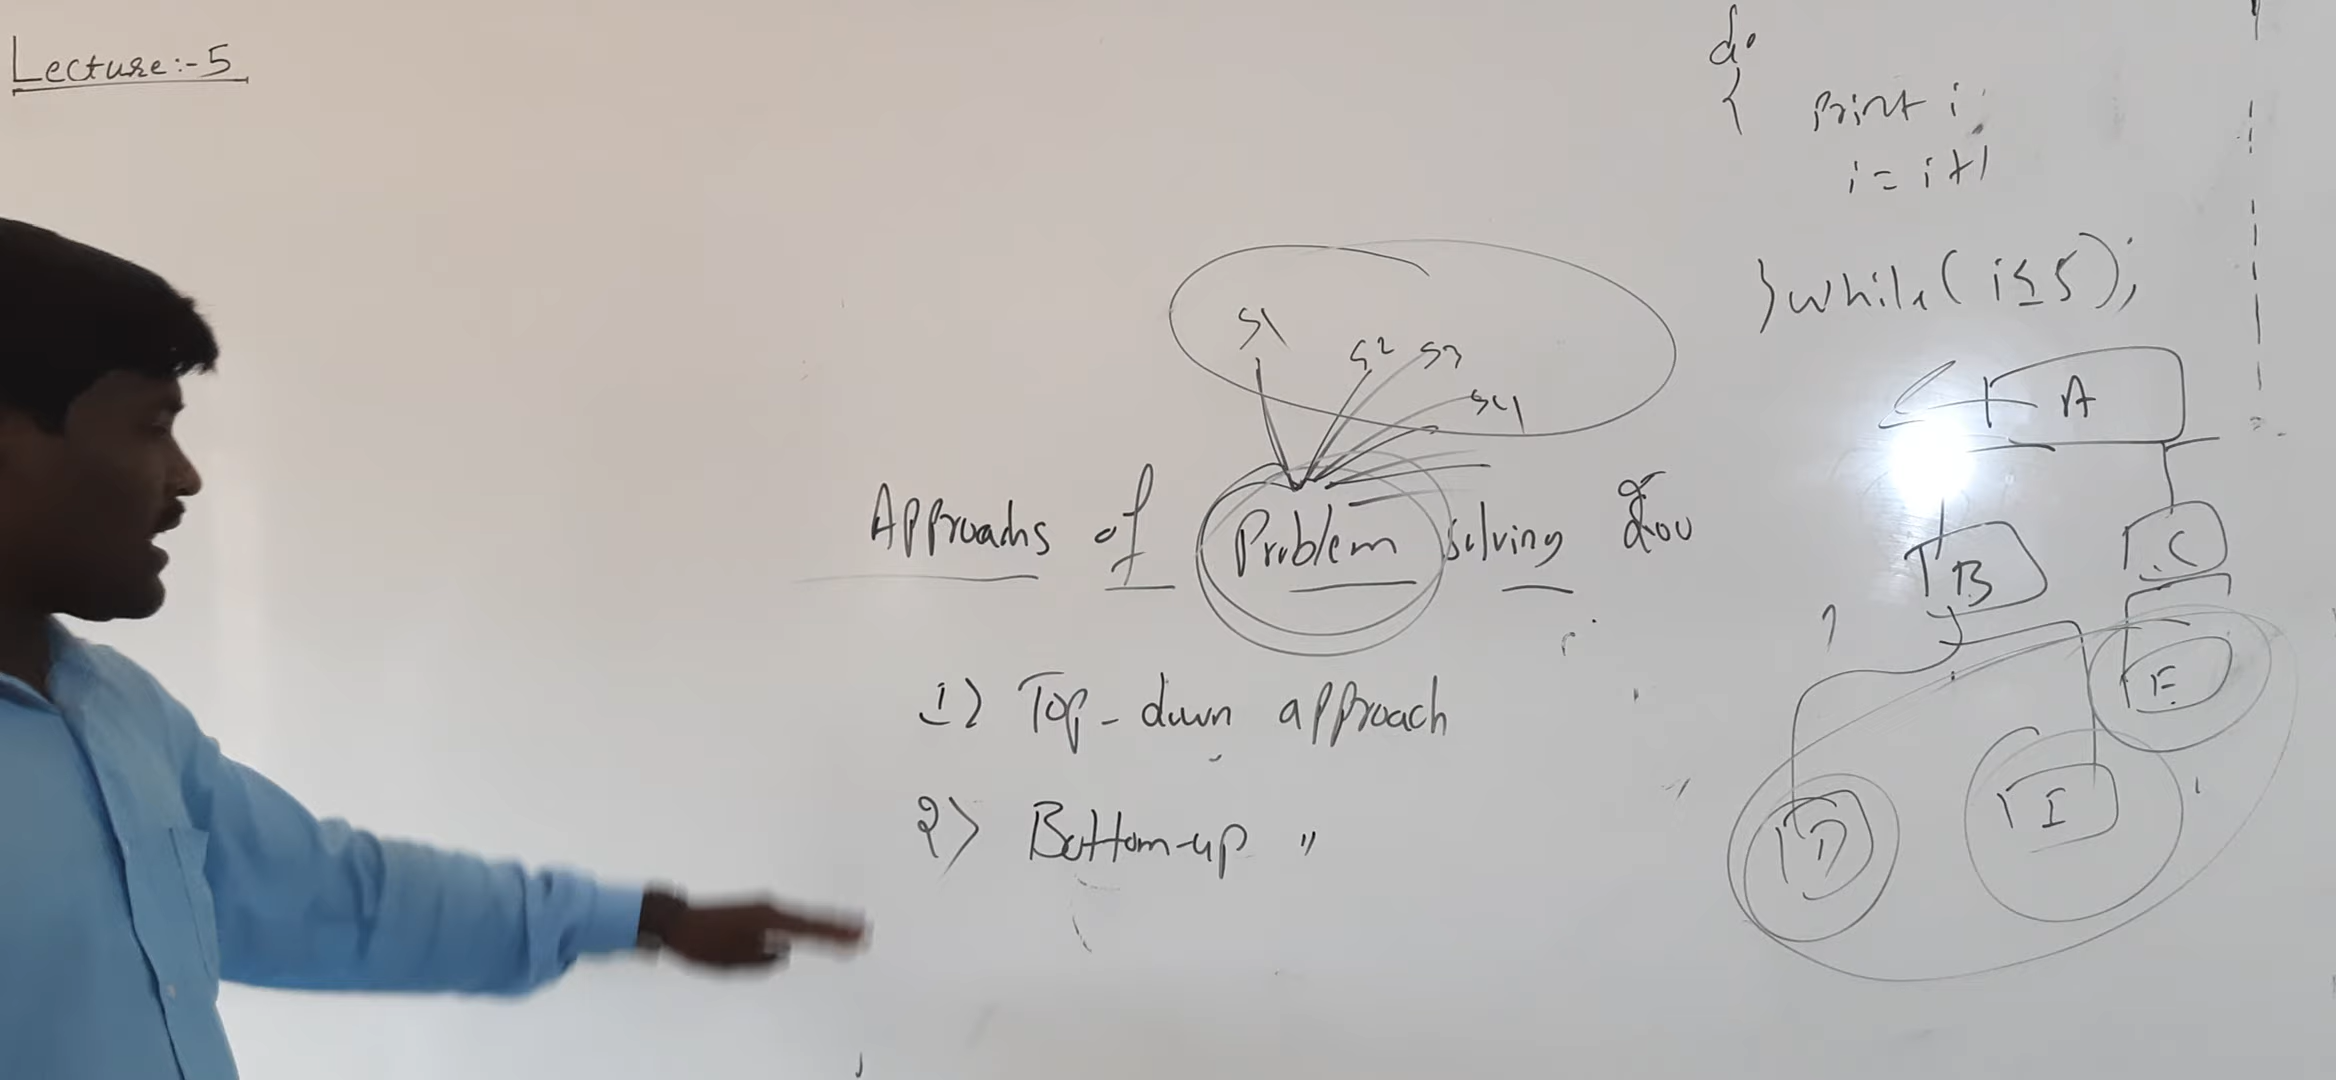 Lecture:- 5
do
{
Print i;
i = i+1
}while( i≤5);
S1
S2 S3
S4
Approachs of Problem solving
1) Top-down approach
2) Bottom-up "
A
B
C
E
D
I